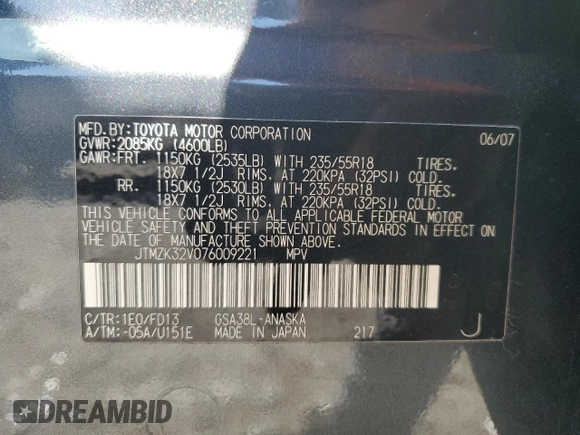 MFD.BY:TOYOTA MOTOR CORPORATION 06/07
GVWR:2085KG (4600LB)
GAWR:FRT. 1150KG (2535LB) WITH 235/55R18 TIRES.
18X7 1/2J RIMS. AT 220KPA (32PSI) COLD.
RR. 1150KG (2530LB) WITH 235/55R18 TIRES.
18X7 1/2J RIMS. AT 220KPA (32PSI) COLD.
THIS VEHICLE CONFORMS TO ALL APPLICABLE FEDERAL MOTOR
VEHICLE SAFETY AND THEFT PREVENTION STANDARDS IN EFFECT
ON THE DATE OF MANUFACTURE SHOWN ABOVE.
JTMZK32V076009221 MPV
C/TR:1E0/FD13 GSA38L-ANASKA
A/TM:-05A/U151E MADE IN JAPAN 217 J
DREAMBID